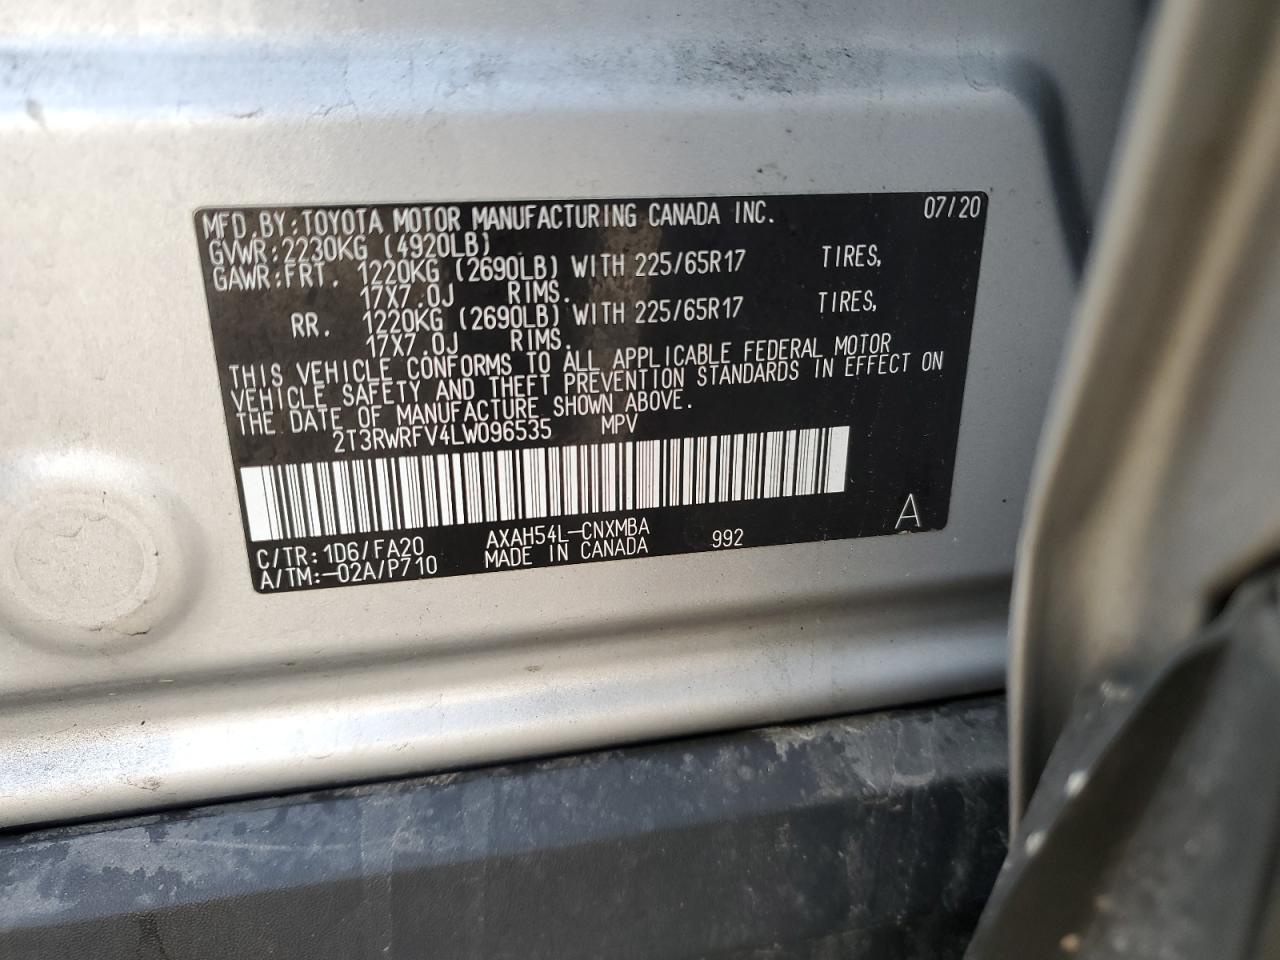 MFD.BY:TOYOTA MOTOR MANUFACTURING CANADA INC. 07/20
GVWR:2230KG (4920LB)
GAWR:FRT. 1220KG (2690LB) WITH 225/65R17 TIRES,
17X7.0J RIMS.
RR. 1220KG (2690LB) WITH 225/65R17 TIRES,
17X7.0J RIMS.
THIS VEHICLE CONFORMS TO ALL APPLICABLE FEDERAL MOTOR
VEHICLE SAFETY AND THEFT PREVENTION STANDARDS IN EFFECT ON
THE DATE OF MANUFACTURE SHOWN ABOVE.
2T3RWRFV4LW096535 MPV
A
C/TR:1D6/FA20 AXAH54L-CNXMBA 992
A/TM:-02A/P710 MADE IN CANADA